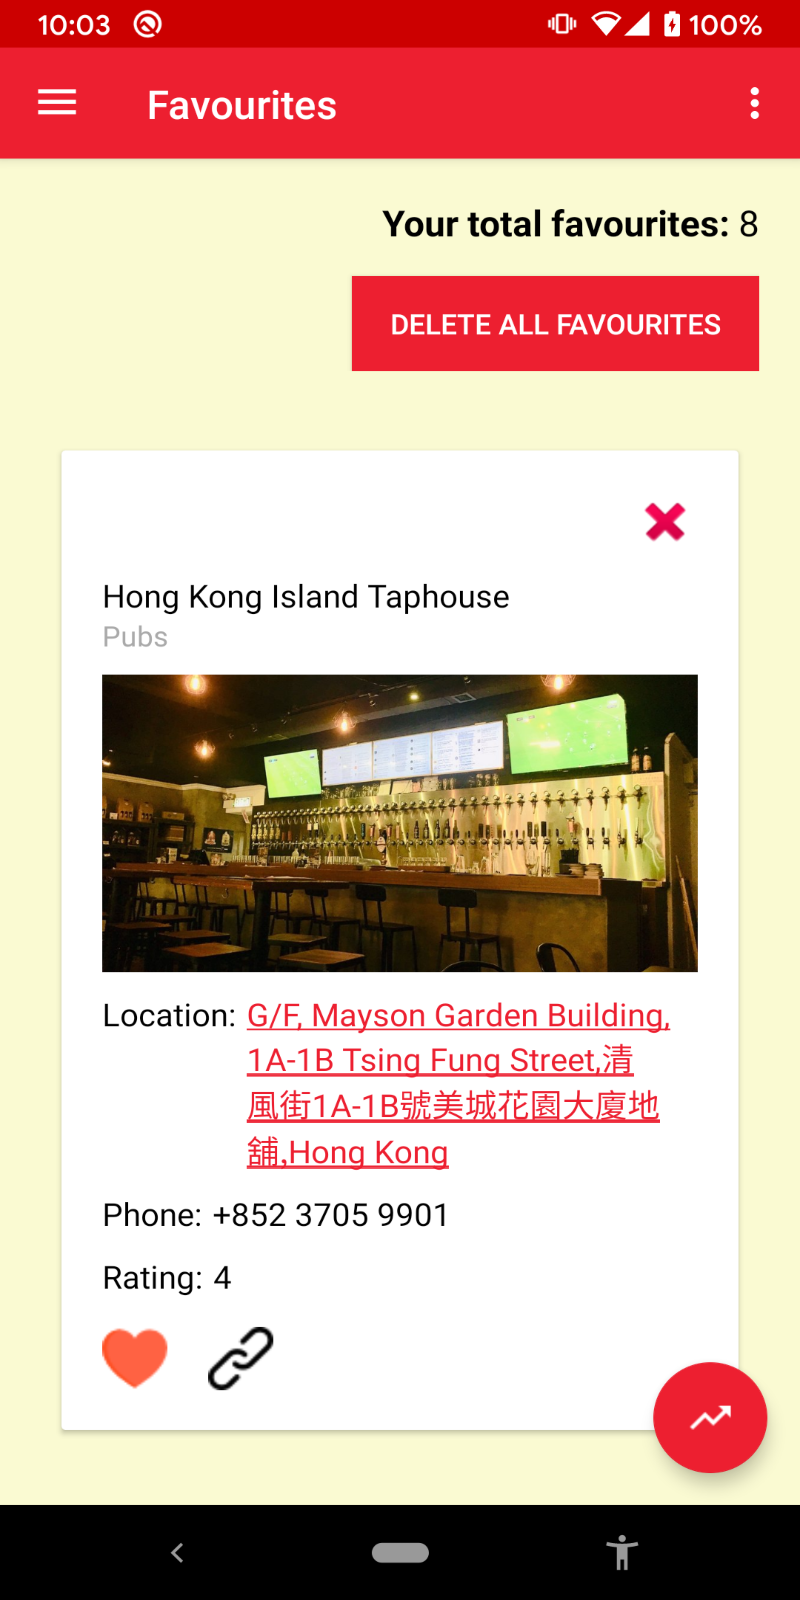 10:03
100%
Favourites
Your total favourites: 8
DELETE ALL FAVOURITES
Hong Kong Island Taphouse
Pubs
Location: G/F, Mayson Garden Building,
1A-1B Tsing Fung Street,清
風街1A-1B號美城花園大廈地
舖,Hong Kong
Phone: +852 3705 9901
Rating: 4